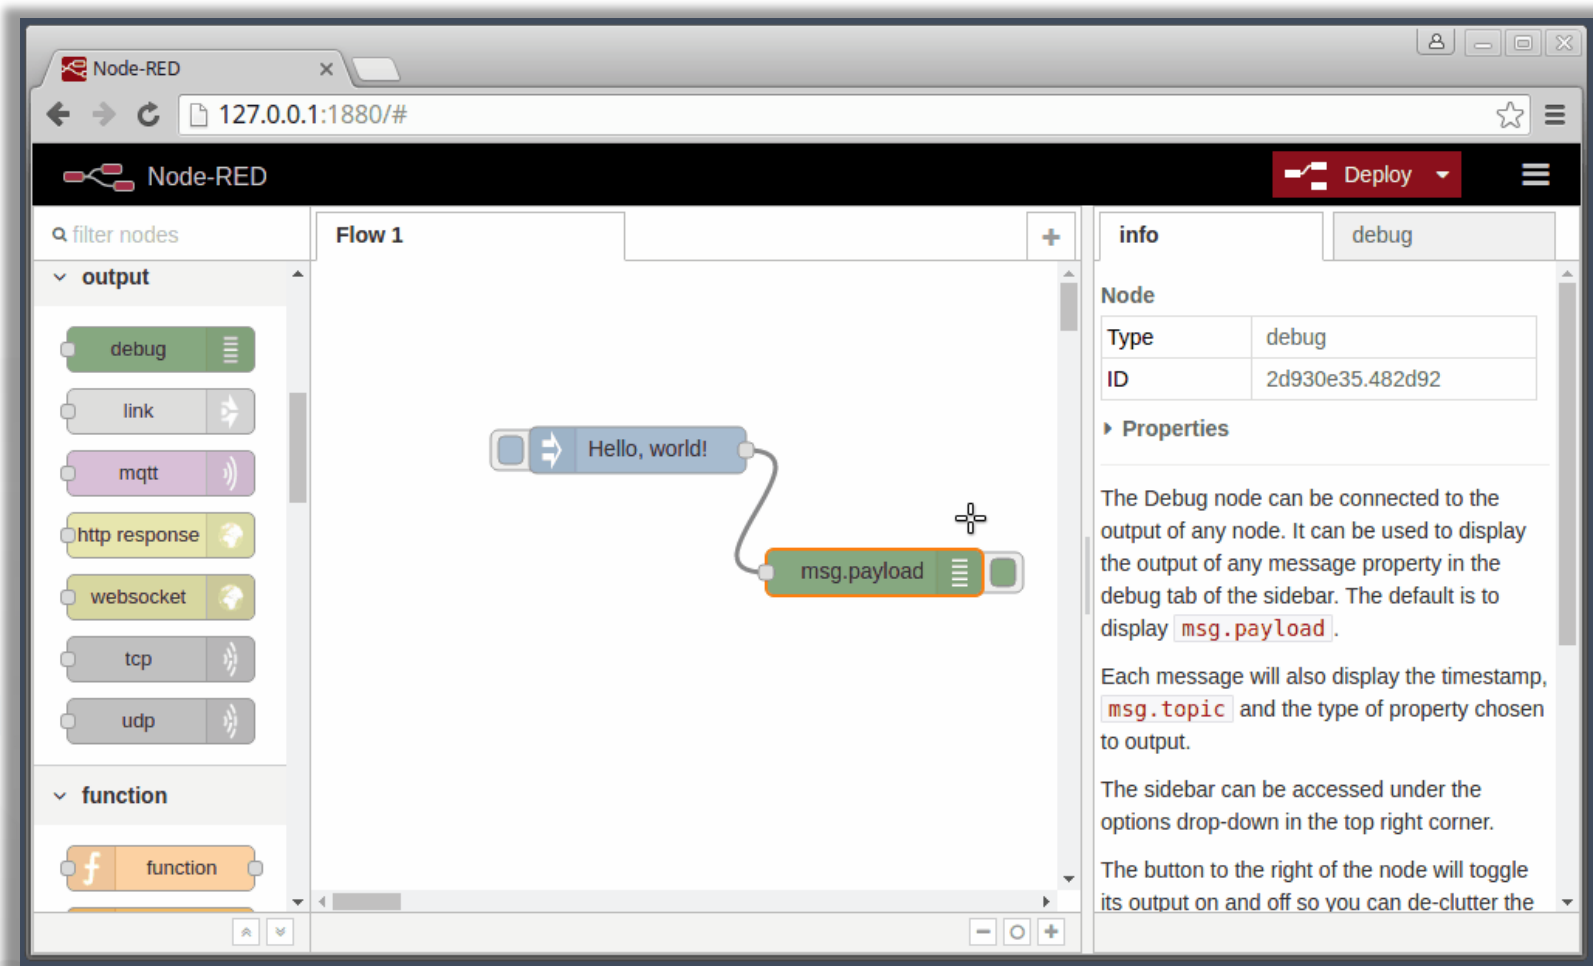 Node-RED
127.0.0.1:1880/#
Node-RED
Deploy
filter nodes
output
debug
link
mqtt
http response
websocket
tcp
udp
function
function
Flow 1
Hello, world!
msg.payload
info
debug
Node
Type debug
ID 2d930e35.482d92
Properties
The Debug node can be connected to the
output of any node. It can be used to display
the output of any message property in the
debug tab of the sidebar. The default is to
display msg.payload.
Each message will also display the timestamp,
msg.topic and the type of property chosen
to output.
The sidebar can be accessed under the
options drop-down in the top right corner.
The button to the right of the node will toggle
its output on and off so you can de-clutter the